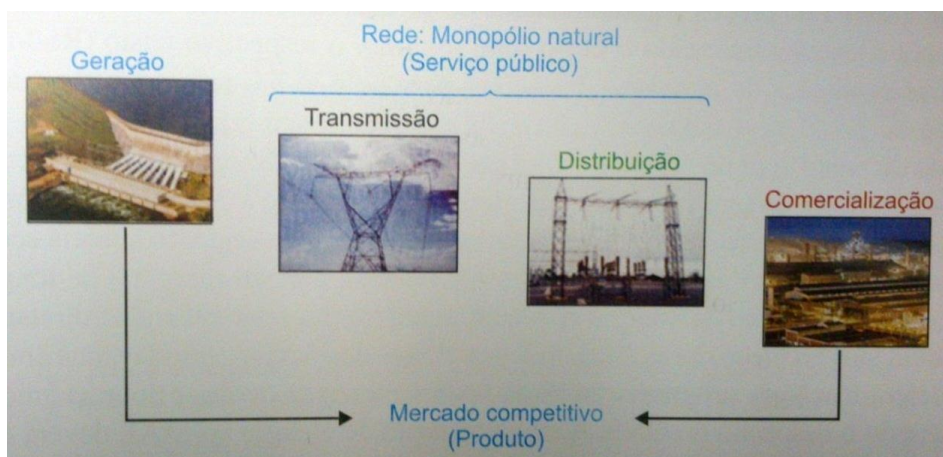 Rede: Monopólio natural
(Serviço público)
Geração
Transmissão
Distribuição
Comercialização
Mercado competitivo
(Produto)